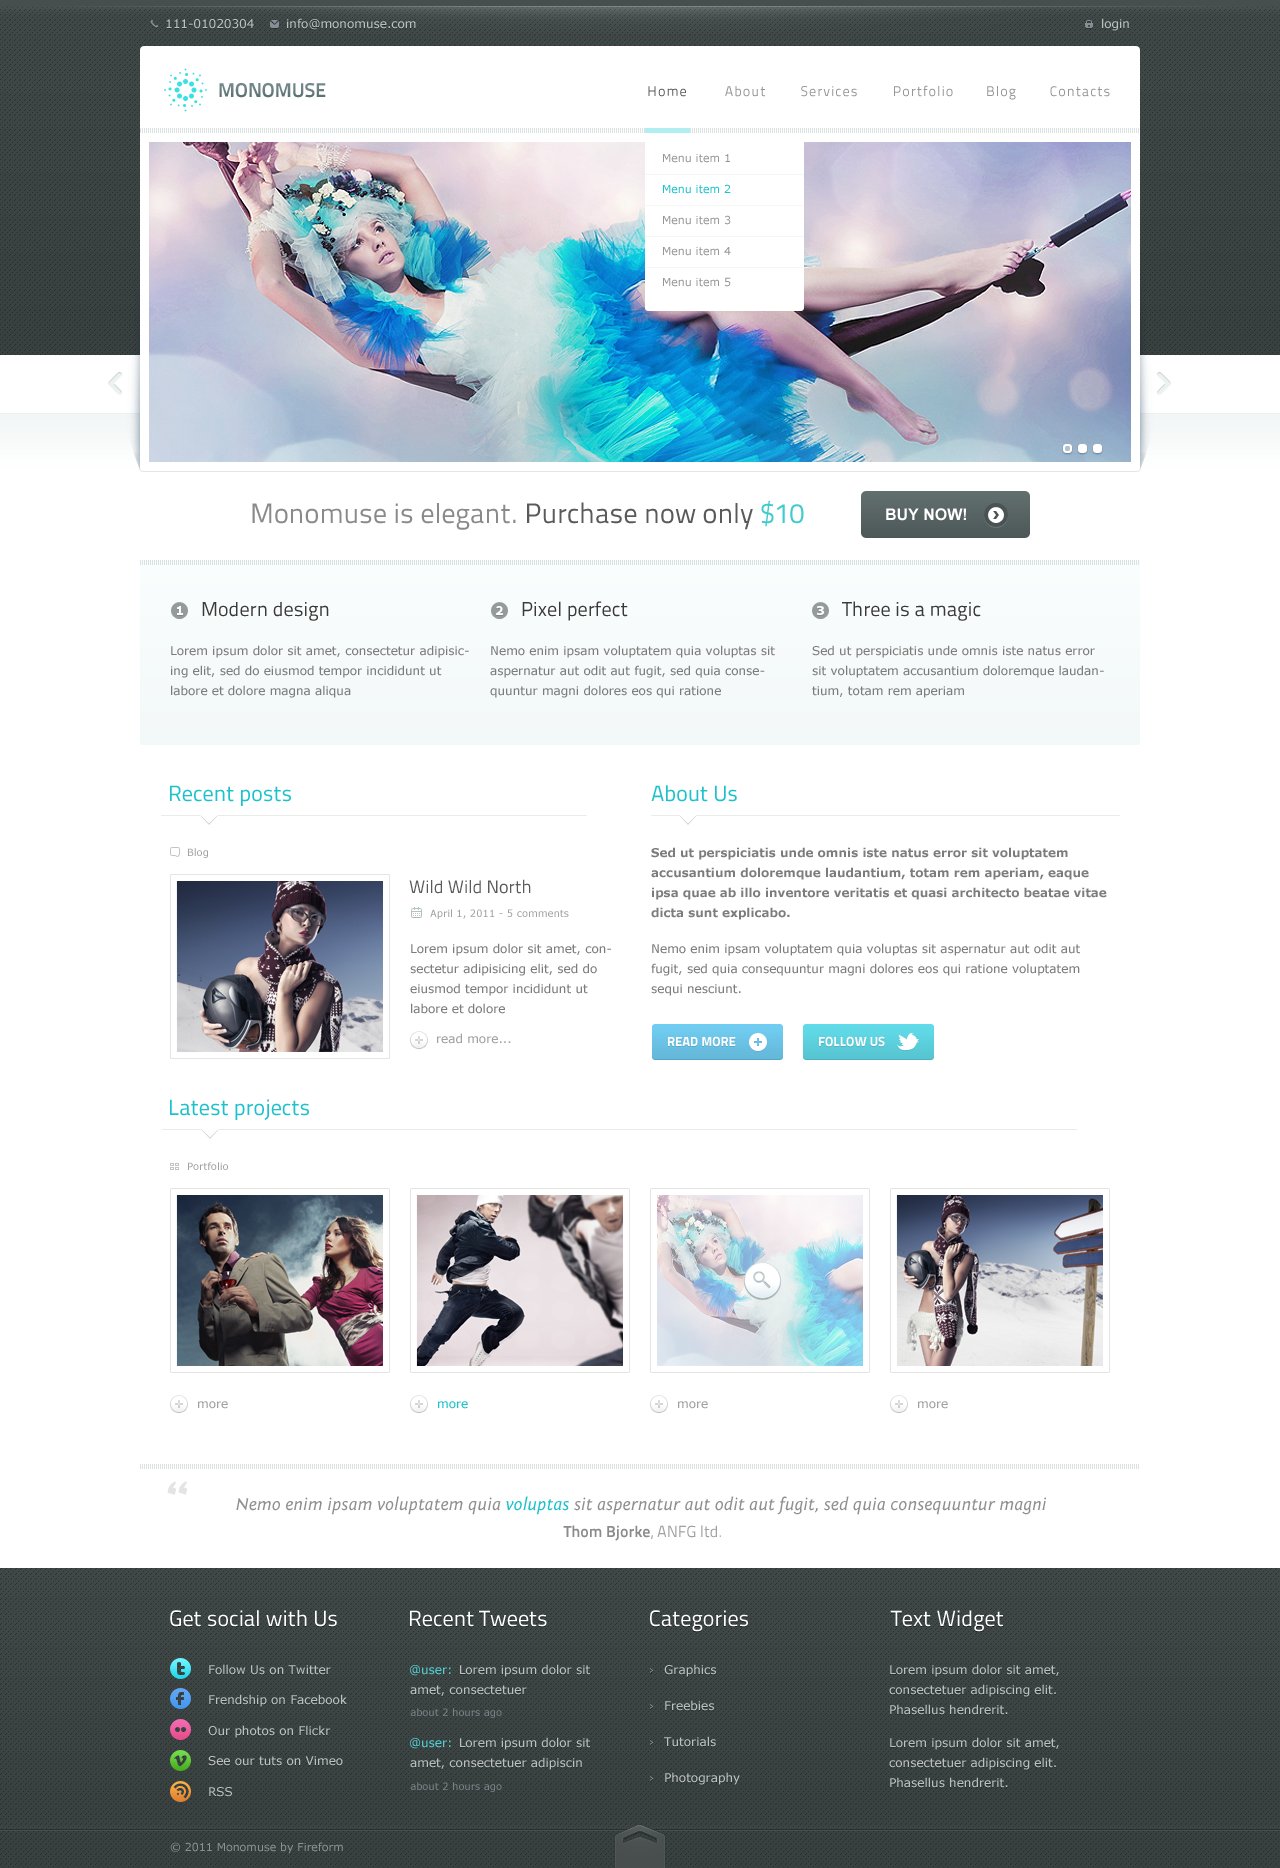 111-01020304 info@monomuse.com login
MONOMUSE
Home About Services Portfolio Blog Contacts
Menu item 1
Menu item 2
Menu item 3
Menu item 4
Menu item 5
Monomuse is elegant. Purchase now only $10
BUY NOW!
1 Modern design
Lorem ipsum dolor sit amet, consectetur adipisic-
ing elit, sed do eiusmod tempor incididunt ut
labore et dolore magna aliqua
2 Pixel perfect
Nemo enim ipsam voluptatem quia voluptas sit
aspernatur aut odit aut fugit, sed quia conse-
quuntur magni dolores eos qui ratione
3 Three is a magic
Sed ut perspiciatis unde omnis iste natus error
sit voluptatem accusantium doloremque laudan-
tium, totam rem aperiam
Recent posts
Blog
Wild Wild North
April 1, 2011 - 5 comments
Lorem ipsum dolor sit amet, con-
sectetur adipisicing elit, sed do
eiusmod tempor incididunt ut
labore et dolore
read more...
About Us
Sed ut perspiciatis unde omnis iste natus error sit voluptatem
accusantium doloremque laudantium, totam rem aperiam, eaque
ipsa quae ab illo inventore veritatis et quasi architecto beatae vitae
dicta sunt explicabo.
Nemo enim ipsam voluptatem quia voluptas sit aspernatur aut odit aut
fugit, sed quia consequuntur magni dolores eos qui ratione voluptatem
sequi nesciunt.
READ MORE
FOLLOW US
Latest projects
Portfolio
more
more
more
more
“
Nemo enim ipsam voluptatem quia voluptas sit aspernatur aut odit aut fugit, sed quia consequuntur magni
Thom Bjorke, ANFG ltd.
Get social with Us
Follow Us on Twitter
Frendship on Facebook
Our photos on Flickr
See our tuts on Vimeo
RSS
Recent Tweets
@user: Lorem ipsum dolor sit
amet, consectetuer
about 2 hours ago
@user: Lorem ipsum dolor sit
amet, consectetuer adipiscin
about 2 hours ago
Categories
Graphics
Freebies
Tutorials
Photography
Text Widget
Lorem ipsum dolor sit amet,
consectetuer adipiscing elit.
Phasellus hendrerit.
Lorem ipsum dolor sit amet,
consectetuer adipiscing elit.
Phasellus hendrerit.
© 2011 Monomuse by Fireform